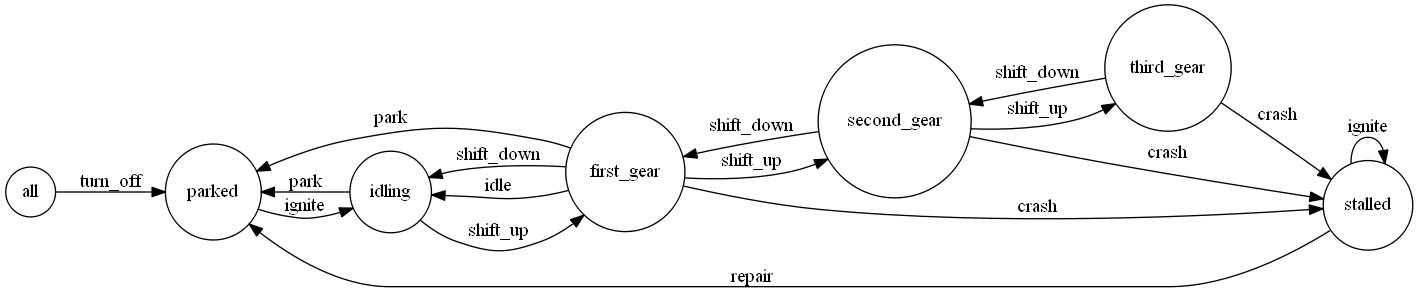 all
turn_off
parked
park
ignite
idling
park
shift_down
idle
shift_up
first_gear
shift_down
shift_up
second_gear
shift_down
shift_up
third_gear
crash
crash
crash
ignite
stalled
repair